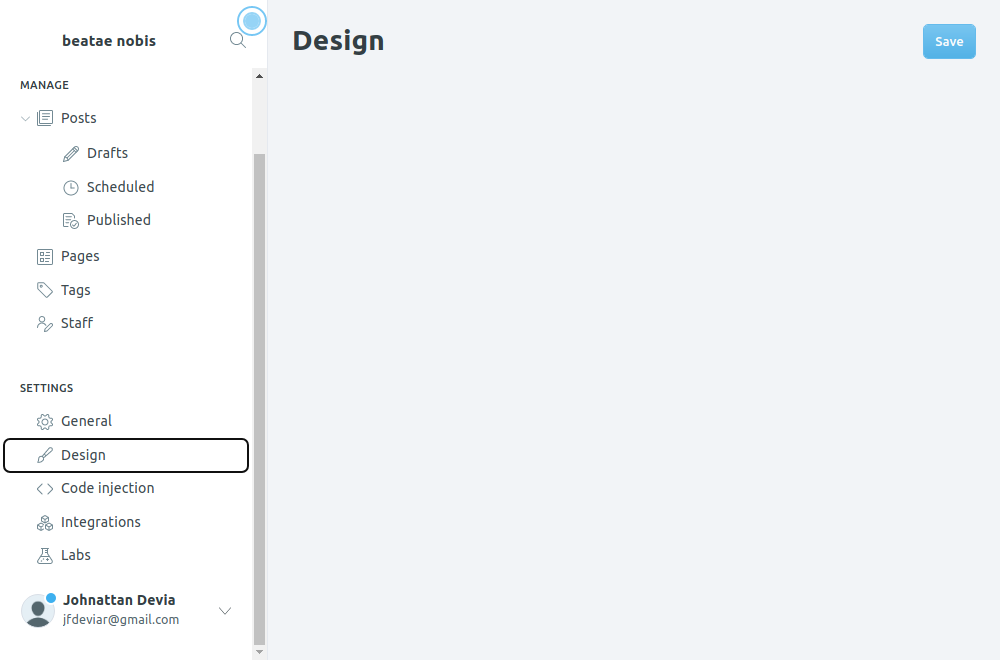 beatae nobis
MANAGE
Posts
Drafts
Scheduled
Published
Pages
Tags
Staff
SETTINGS
General
Design
Code injection
Integrations
Labs
Johnattan Devia
jfdeviar@gmail.com
Design
Save